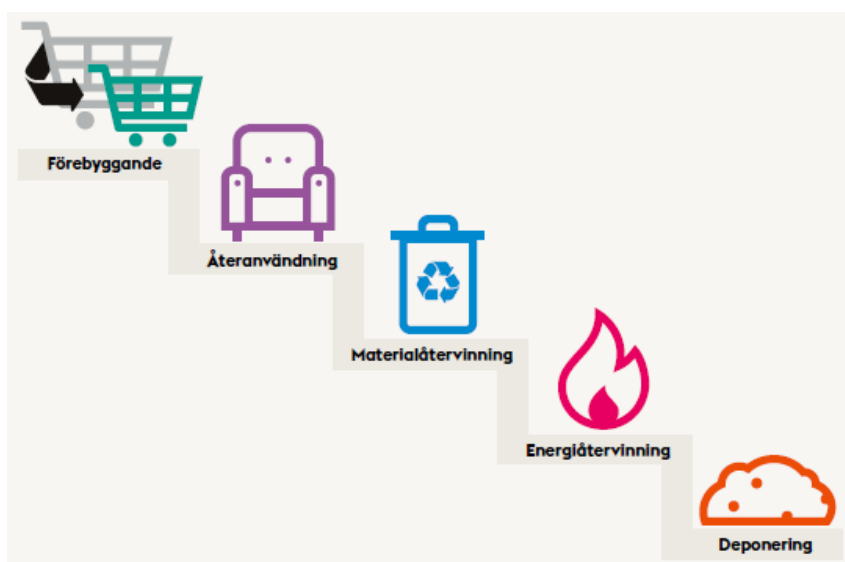 Förebyggande
Återanvändning
Materialåtervinning
Energiåtervinning
Deponering